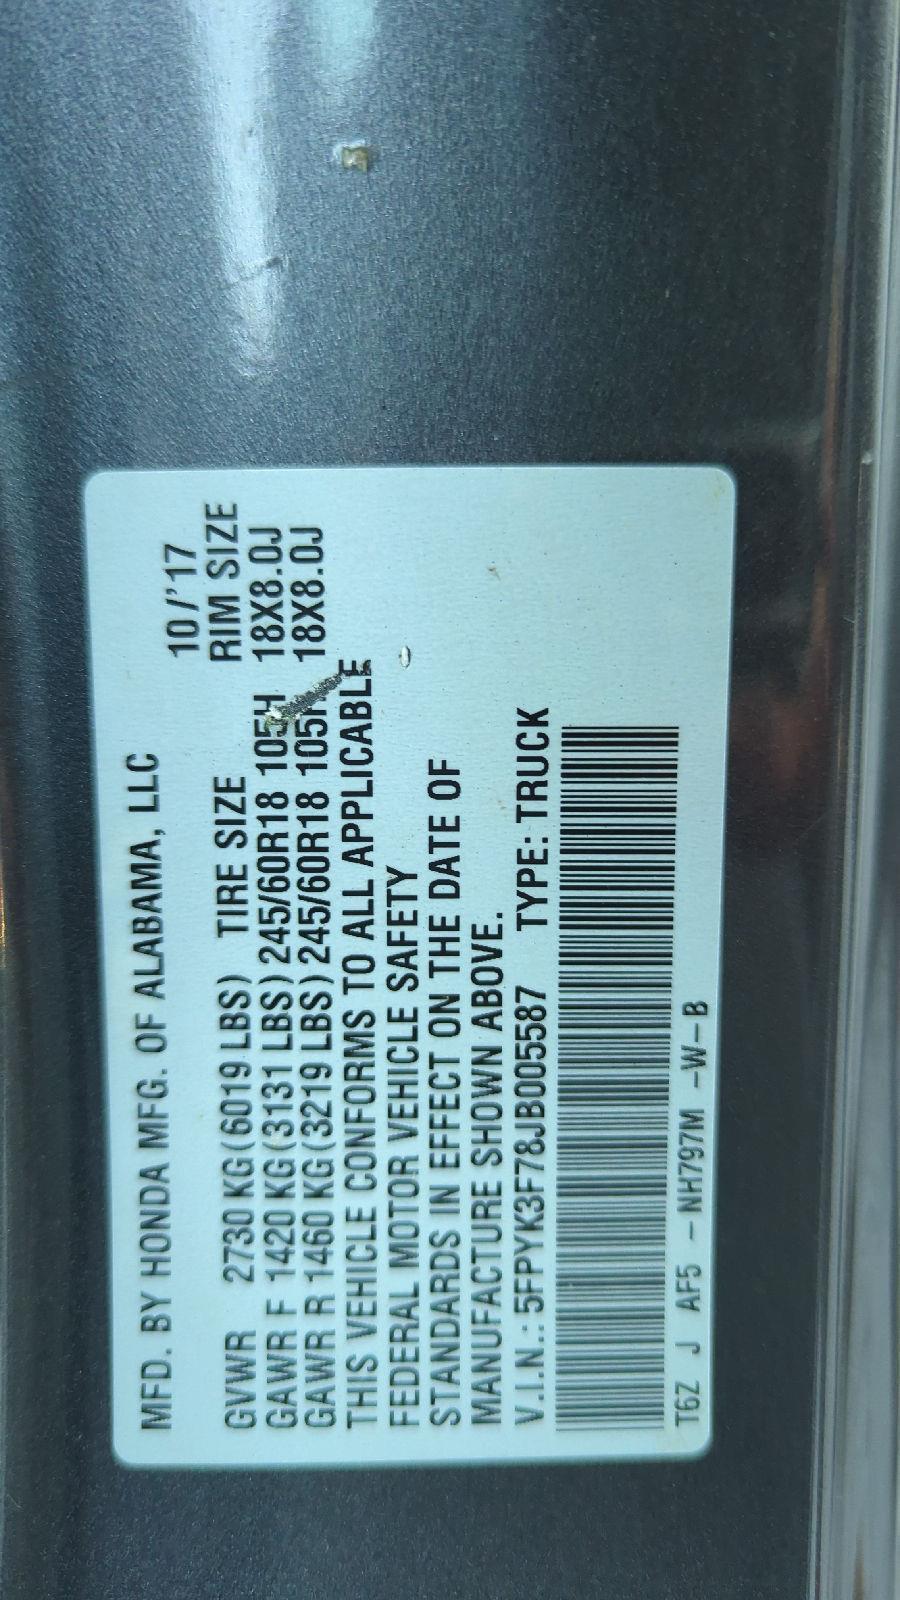 MFD. BY HONDA MFG. OF ALABAMA, LLC
10/'17
GVWR 2730 KG(6019 LBS) TIRE SIZE RIM SIZE
GAWR F 1420 KG(3131 LBS) 245/60R18 105H 18X8.0J
GAWR R 1460 KG(3219 LBS) 245/60R18 105H 18X8.0J
THIS VEHICLE CONFORMS TO ALL APPLICABLE
FEDERAL MOTOR VEHICLE SAFETY
STANDARDS IN EFFECT ON THE DATE OF
MANUFACTURE SHOWN ABOVE.
V.I.N.: 5FPYK3F78JB005587 TYPE: TRUCK
T6Z J AF5 - NH797M -W-B